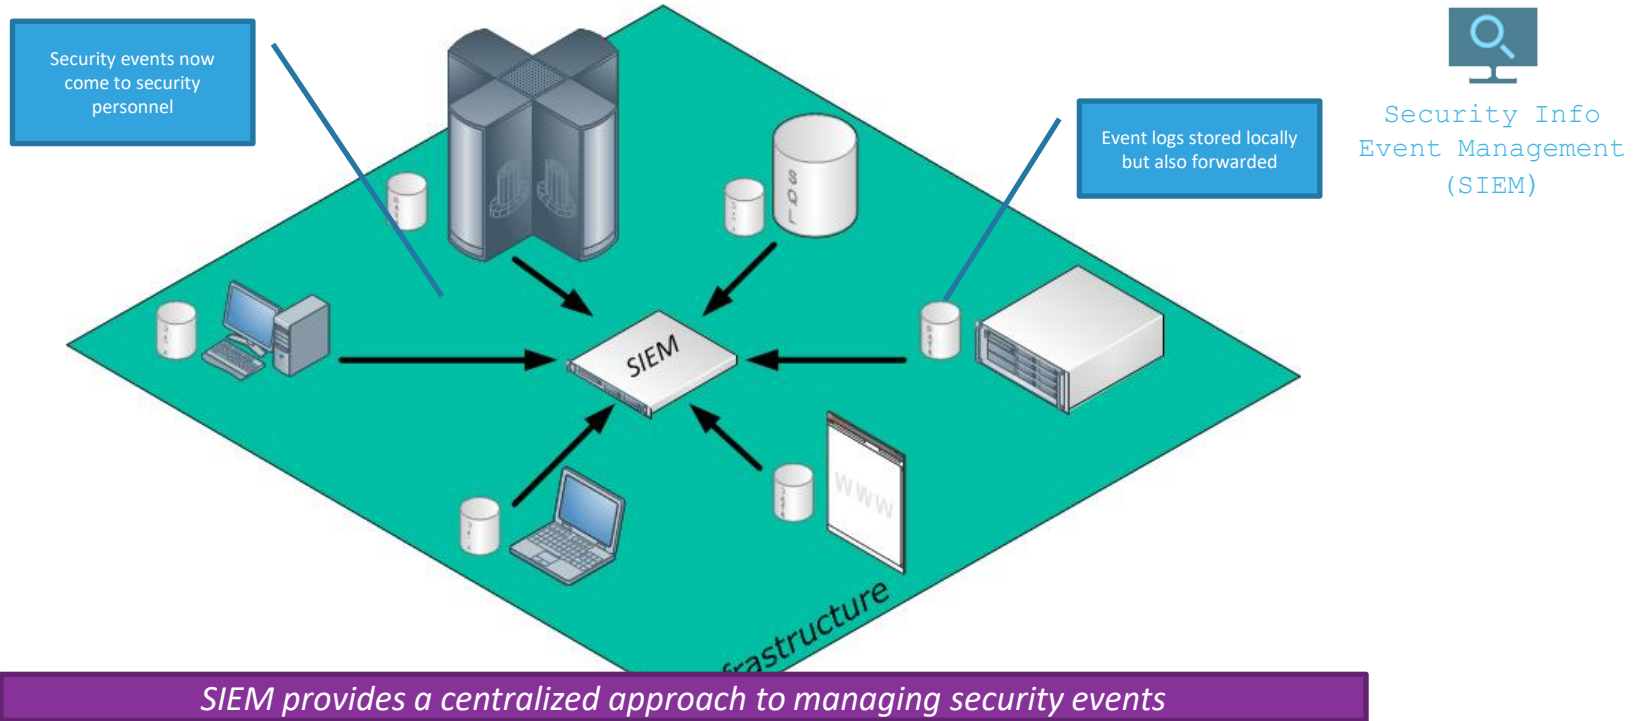 Security events now
come to security
personnel
Event logs stored locally
but also forwarded
Security Info
Event Management
(SIEM)
SQL
SIEM
WWW
frastructure
SIEM provides a centralized approach to managing security events